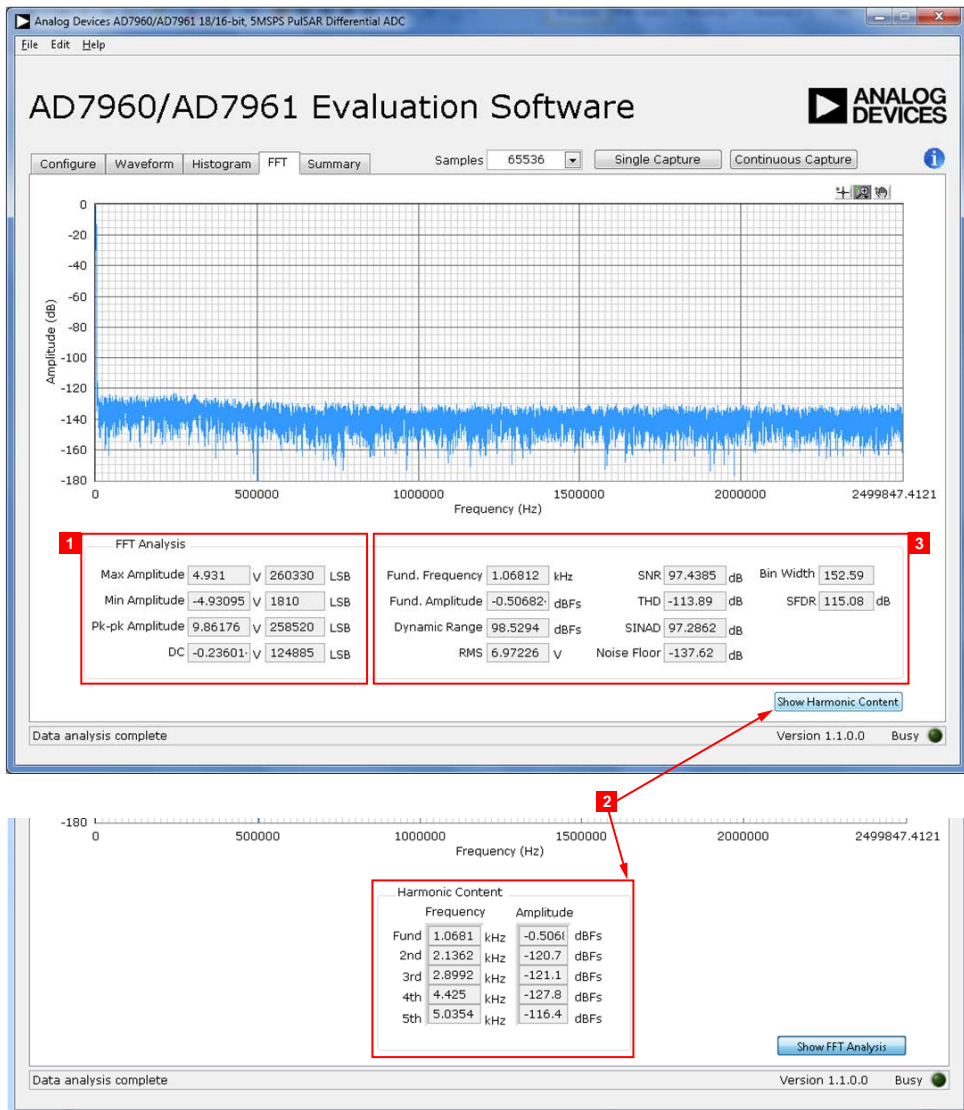 Analog Devices AD7960/AD7961 18/16-bit, 5MSPS PulSAR Differential ADC
File Edit Help
AD7960/AD7961 Evaluation Software
ANALOG
DEVICES
Configure Waveform Histogram FFT Summary Samples 65536 Single Capture Continuous Capture
0
-20
-40
-60
-80
-100
-120
-140
-160
-180
Amplitude (dB)
0 500000 1000000 1500000 2000000 2499847.4121
Frequency (Hz)
1
FFT Analysis
Max Amplitude 4.931 V 260330 LSB
Min Amplitude -4.93095 V 1810 LSB
Pk-pk Amplitude 9.86176 V 258520 LSB
DC -0.23601- V 124885 LSB
3
Fund. Frequency 1.06812 kHz SNR 97.4385 dB Bin Width 152.59
Fund. Amplitude -0.50682- dBFs THD -113.89 dB SFDR 115.08 dB
Dynamic Range 98.5294 dBFs SINAD 97.2862 dB
RMS 6.97226 V Noise Floor -137.62 dB
Show Harmonic Content
Data analysis complete Version 1.1.0.0 Busy
2
-180
0 500000 1000000 1500000 2000000 2499847.4121
Frequency (Hz)
Harmonic Content
Frequency Amplitude
Fund 1.0681 kHz -0.506 dBFs
2nd 2.1362 kHz -120.7 dBFs
3rd 2.8992 kHz -121.1 dBFs
4th 4.425 kHz -127.8 dBFs
5th 5.0354 kHz -116.4 dBFs
Show FFT Analysis
Data analysis complete Version 1.1.0.0 Busy